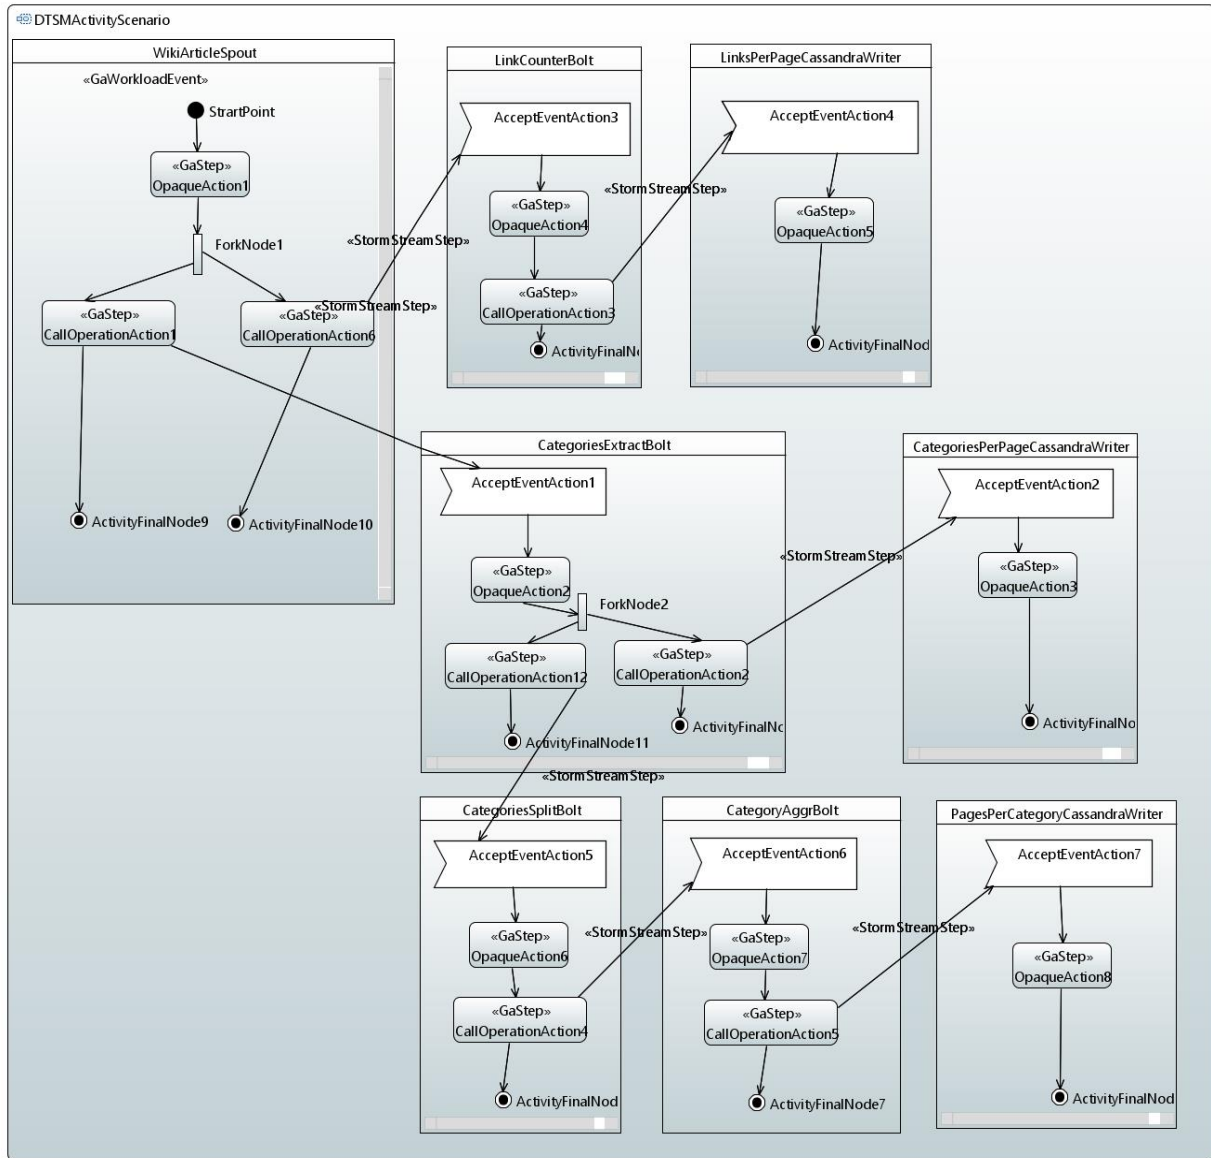 DTSMActivityScenario
WikiArticleSpout
«GaWorkloadEvent»
StrartPoint
«GaStep»
OpaqueAction1
ForkNode1
«GaStep»
CallOperationAction1
«GaStep»
CallOperationAction6
ActivityFinalNode9
ActivityFinalNode10
«StormStreamStep»
«StormStreamStep»
LinkCounterBolt
AcceptEventAction3
«GaStep»
OpaqueAction4
«GaStep»
CallOperationAction3
ActivityFinalN
«StormStreamStep»
LinksPerPageCassandraWriter
AcceptEventAction4
«GaStep»
OpaqueAction5
ActivityFinalNod
CategoriesExtractBolt
AcceptEventAction1
«GaStep»
OpaqueAction2
ForkNode2
«GaStep»
CallOperationAction12
«GaStep»
CallOperationAction2
ActivityFinalNode11
ActivityFinalNo
«StormStreamStep»
CategoriesPerPageCassandraWriter
AcceptEventAction2
«GaStep»
OpaqueAction3
ActivityFinalNo
«StormStreamStep»
CategoriesSplitBolt
AcceptEventAction5
«GaStep»
OpaqueAction6
«GaStep»
CallOperationAction4
ActivityFinalNod
«StormStreamStep»
CategoryAggrBolt
AcceptEventAction6
«GaStep»
OpaqueAction7
«GaStep»
CallOperationAction5
ActivityFinalNode7
«StormStreamStep»
PagesPerCategoryCassandraWriter
AcceptEventAction7
«GaStep»
OpaqueAction8
ActivityFinalNod